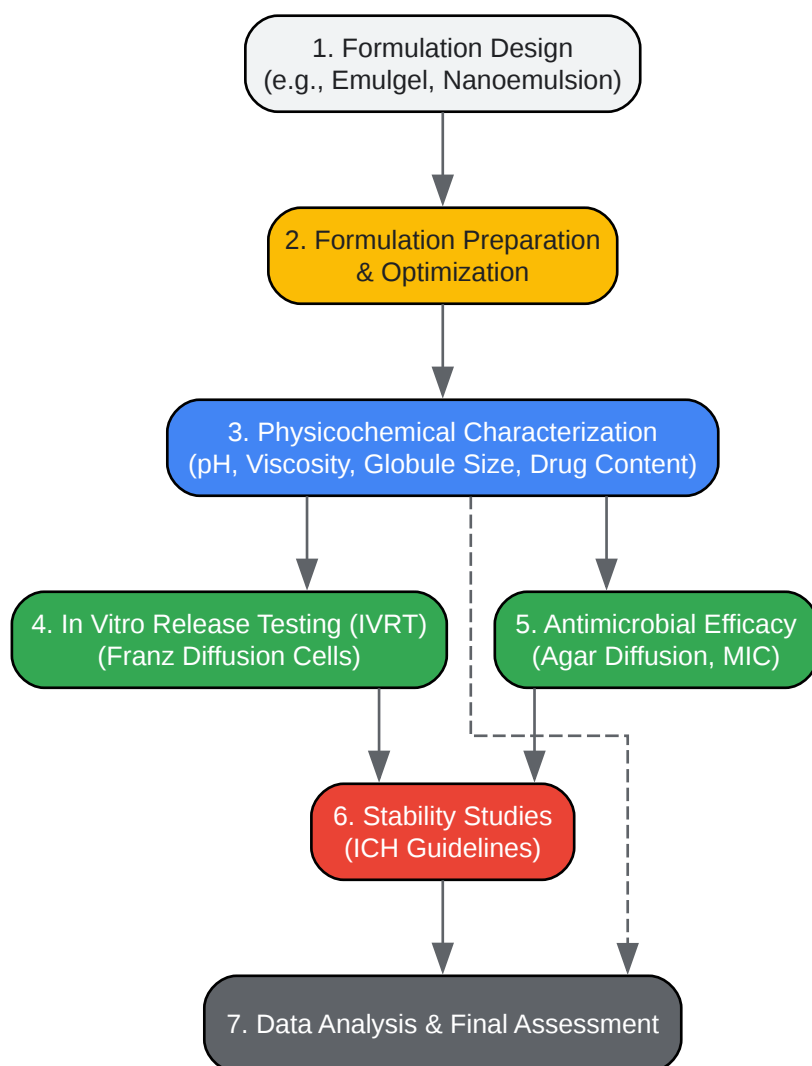 1. Formulation Design
(e.g., Emulgel, Nanoemulsion)
2. Formulation Preparation
& Optimization
3. Physicochemical Characterization
(pH, Viscosity, Globule Size, Drug Content)
4. In Vitro Release Testing (IVRT)
(Franz Diffusion Cells)
5. Antimicrobial Efficacy
(Agar Diffusion, MIC)
6. Stability Studies
(ICH Guidelines)
7. Data Analysis & Final Assessment